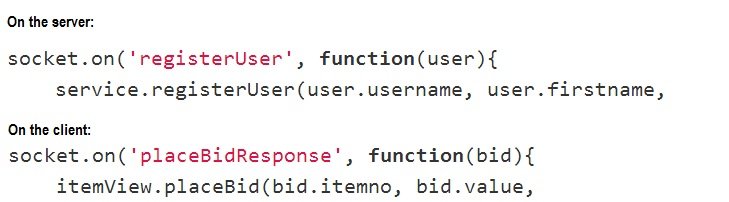 On the server:
socket.on('registerUser', function(user){
service.registerUser(user.username, user.firstname,
On the client:
socket.on('placeBidResponse', function(bid){
itemView.placeBid(bid.itemno, bid.value,